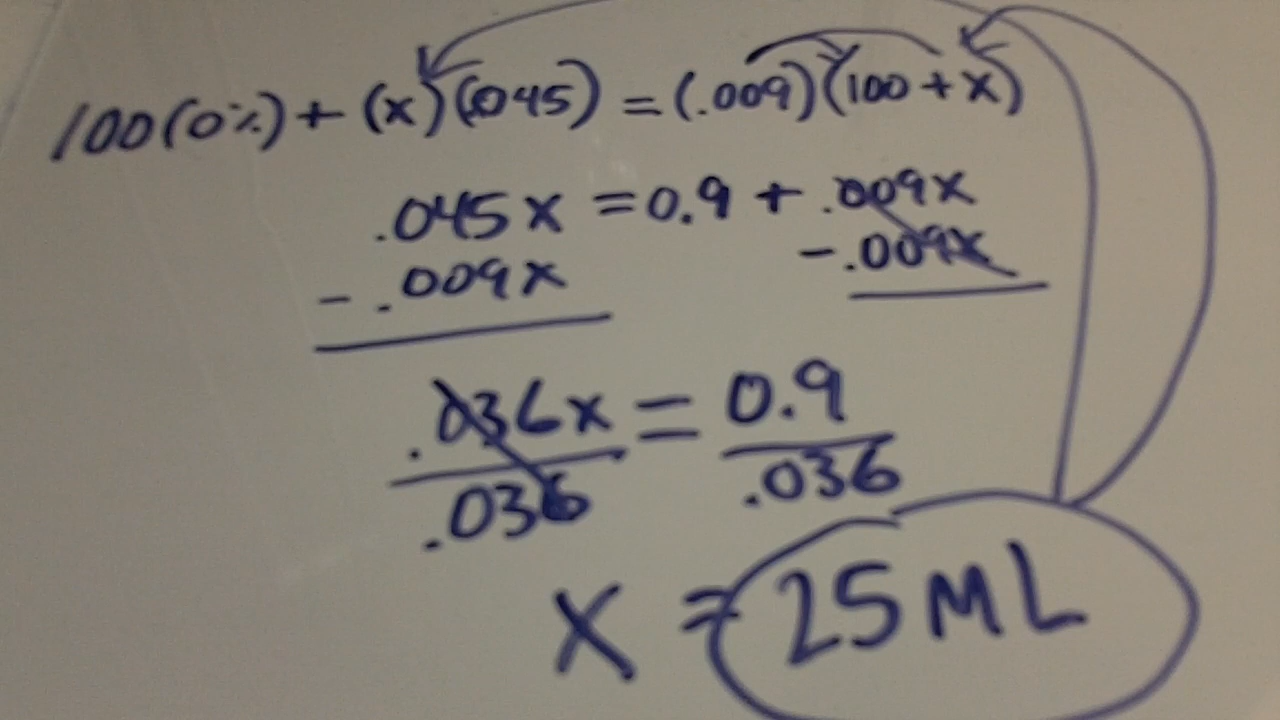 100(0%) + (x)(.045) = (.009)(100 + x)
.045x = 0.9 + .009x
- .009x - .009x
.036x = 0.9
.036 .036
X = 25 ML